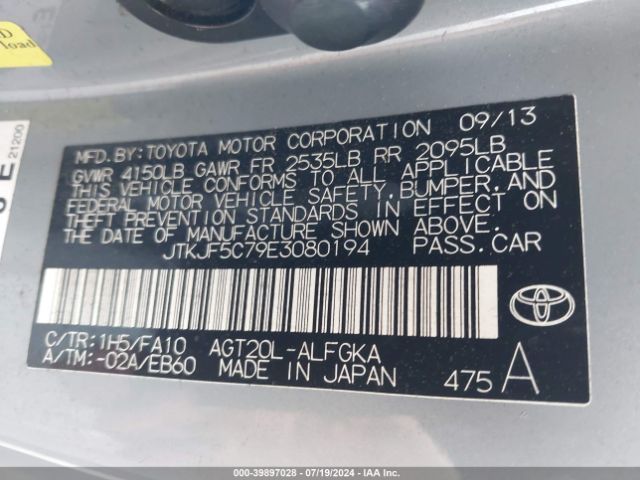 D
load
21200
E
MFD.BY:TOYOTA MOTOR CORPORATION 09/13
GVWR 4150LB GAWR FR 2535LB RR 2095LB
THIS VEHICLE CONFORMS TO ALL APPLICABLE
FEDERAL MOTOR VEHICLE SAFETY,BUMPER,AND
THEFT PREVENTION STANDARDS IN EFFECT ON
THE DATE OF MANUFACTURE SHOWN ABOVE.
JTKJF5C79E3080194 PASS.CAR
C/TR:1H5/FA10 AGT20L-ALFGKA
A/TM:-02A/EB60 MADE IN JAPAN 475 A
000-39897028 / 07/19/2024 / IAA, Inc.